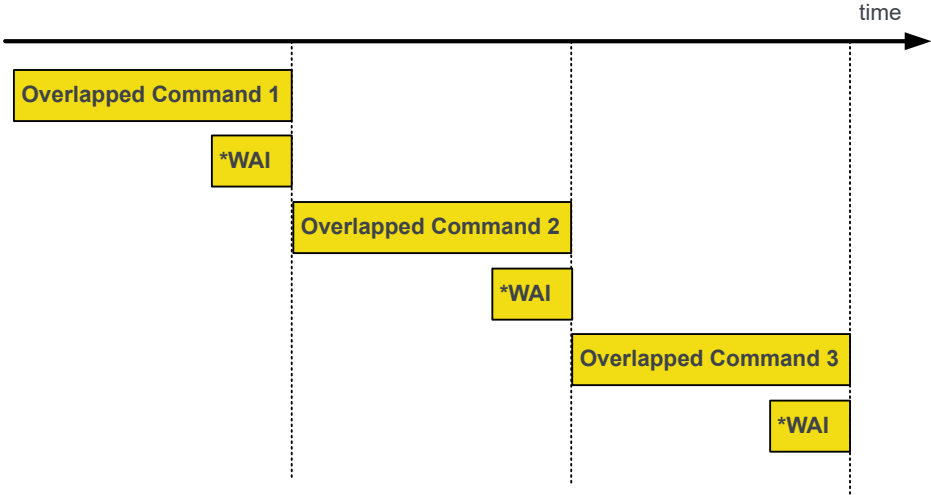 time
Overlapped Command 1
*WAI
Overlapped Command 2
*WAI
Overlapped Command 3
*WAI